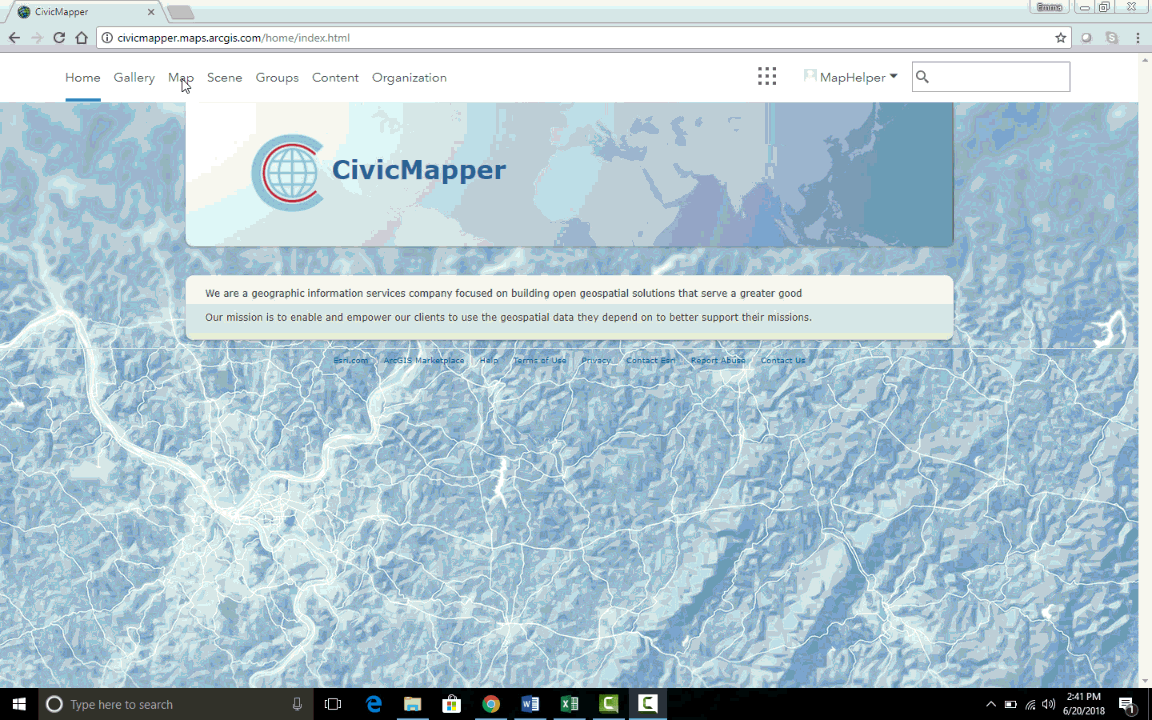 CivicMapper
Emma
civicmapper.maps.arcgis.com/home/index.html
Home Gallery Map Scene Groups Content Organization MapHelper
CivicMapper
We are a geographic information services company focused on building open geospatial solutions that serve a greater good
Our mission is to enable and empower our clients to use the geospatial data they depend on to better support their missions.
Esri.com ArcGIS Marketplace Help Terms of Use Privacy Contact Esri Report Abuse Contact Us
Type here to search
2:41 PM
6/20/2018
1